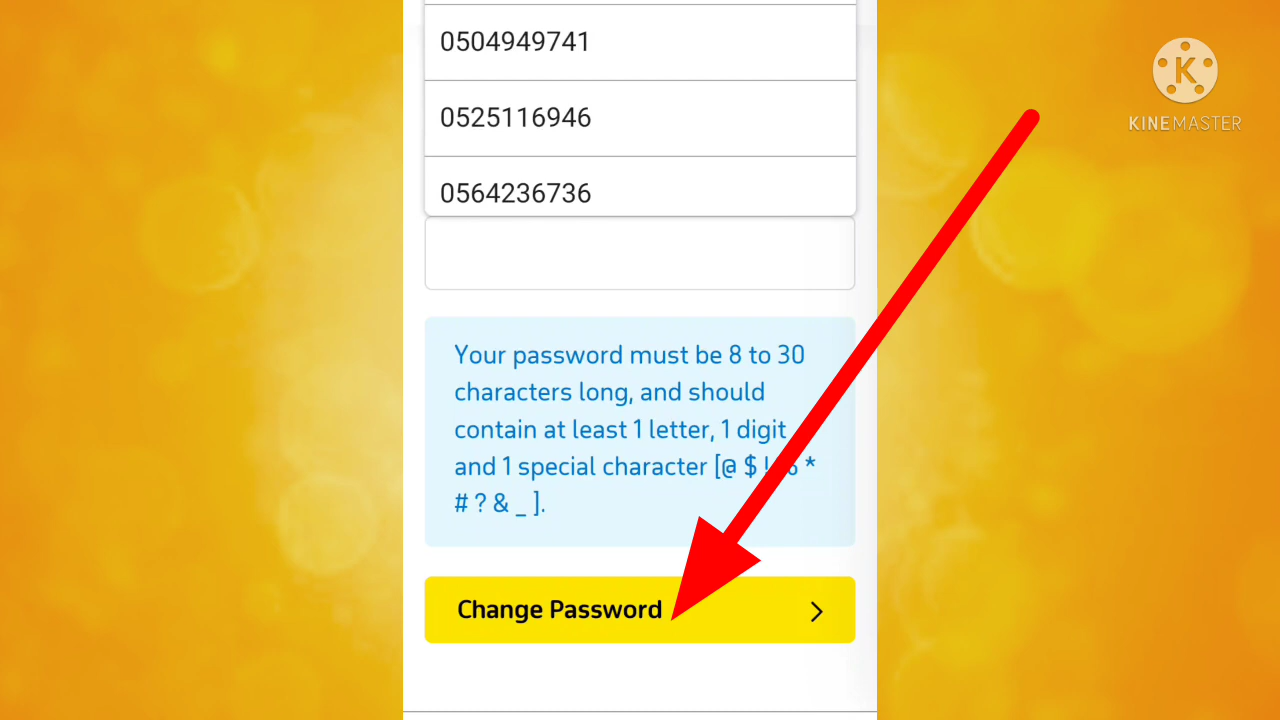 0504949741
0525116946
0564236736
KINEMASTER
Your password must be 8 to 30
characters long, and should
contain at least 1 letter, 1 digit
and 1 special character [@ $ ! *
# ? & _ ].
Change Password